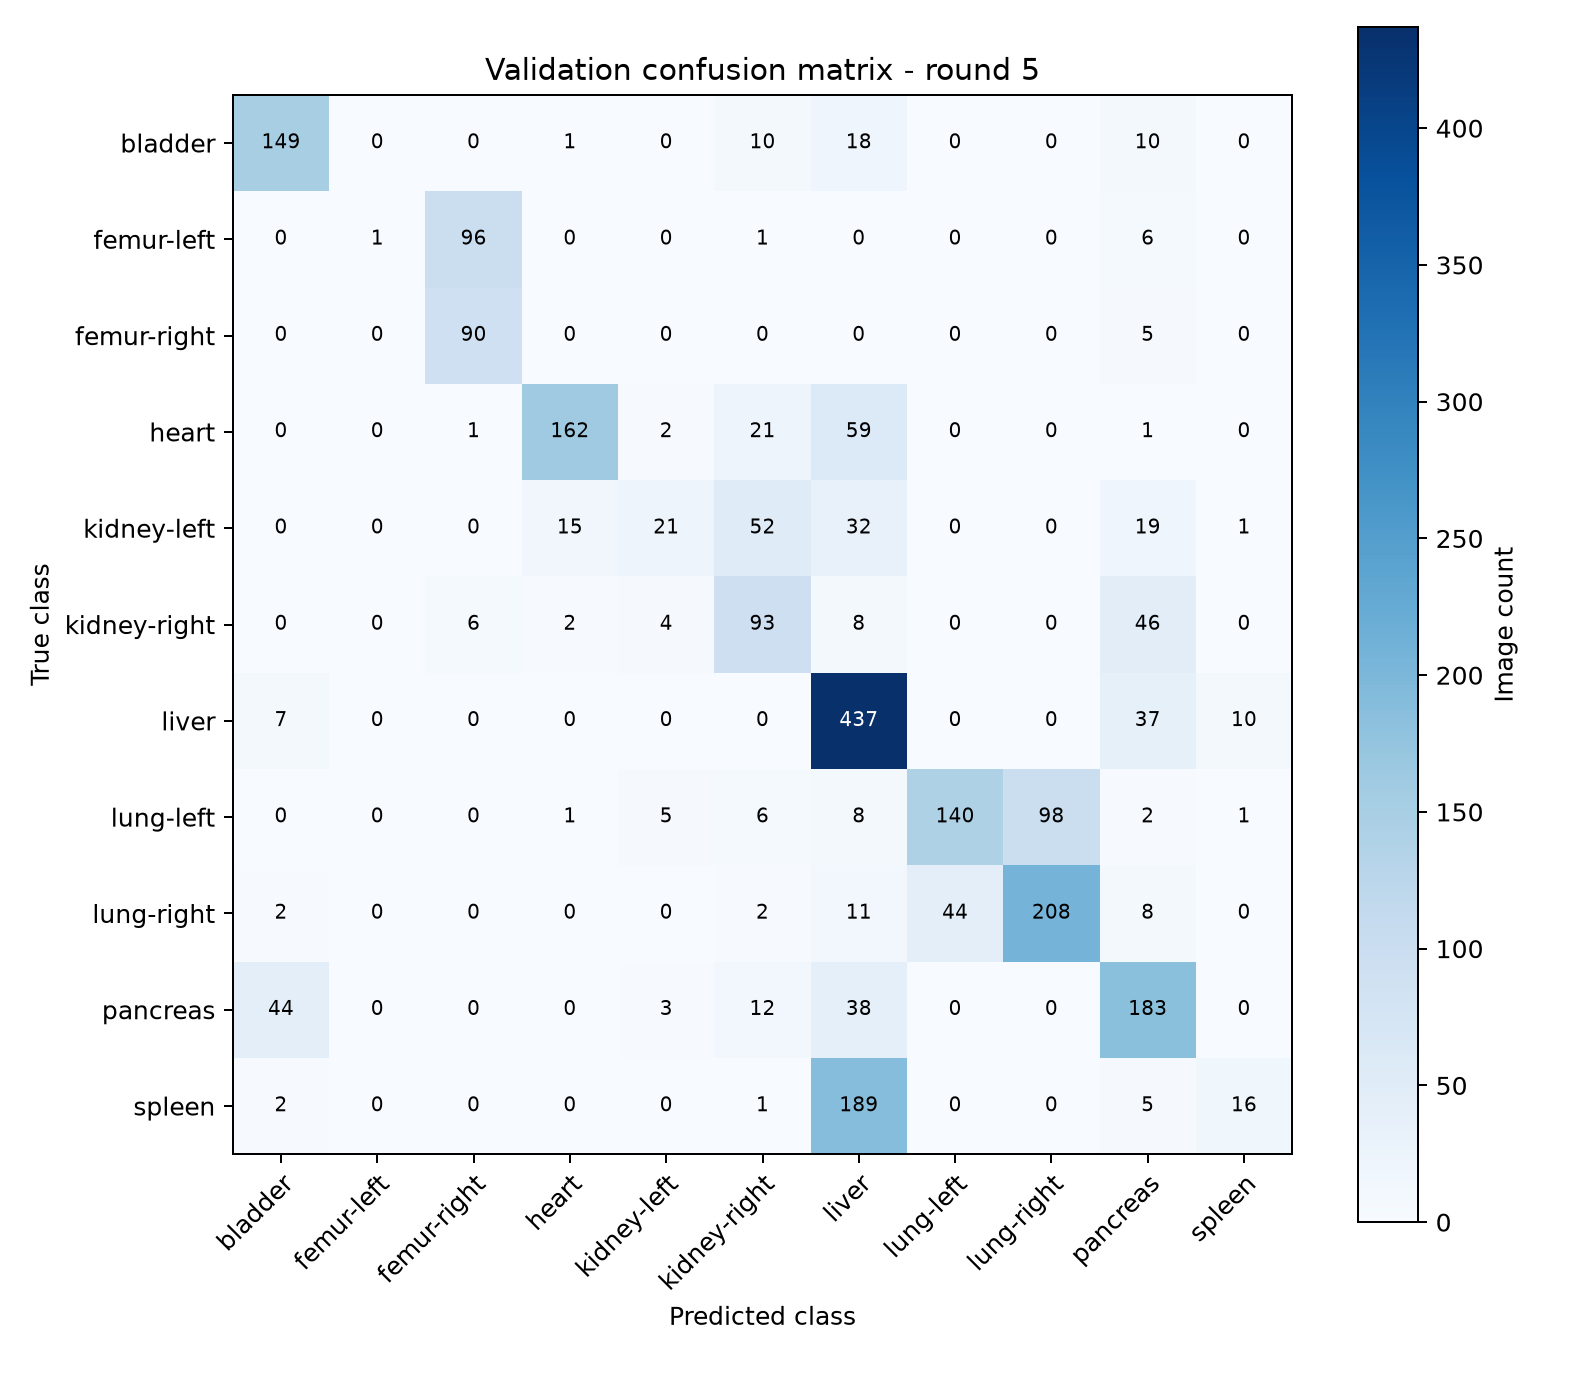 Validation confusion matrix - round 5
bladder 149 0 0 1 0 10 18 0 0 10 0
femur-left 0 1 96 0 0 1 0 0 0 6 0
femur-right 0 0 90 0 0 0 0 0 0 5 0
heart 0 0 1 162 2 21 59 0 0 1 0
kidney-left 0 0 0 15 21 52 32 0 0 19 1
kidney-right 0 0 6 2 4 93 8 0 0 46 0
liver 7 0 0 0 0 0 437 0 0 37 10
lung-left 0 0 0 1 5 6 8 140 98 2 1
lung-right 2 0 0 0 0 2 11 44 208 8 0
pancreas 44 0 0 0 3 12 38 0 0 183 0
spleen 2 0 0 0 0 1 189 0 0 5 16
bladder femur-left femur-right heart kidney-left kidney-right liver lung-left lung-right pancreas spleen
Predicted class
True class
400
350
300
250
200
150
100
50
0
Image count